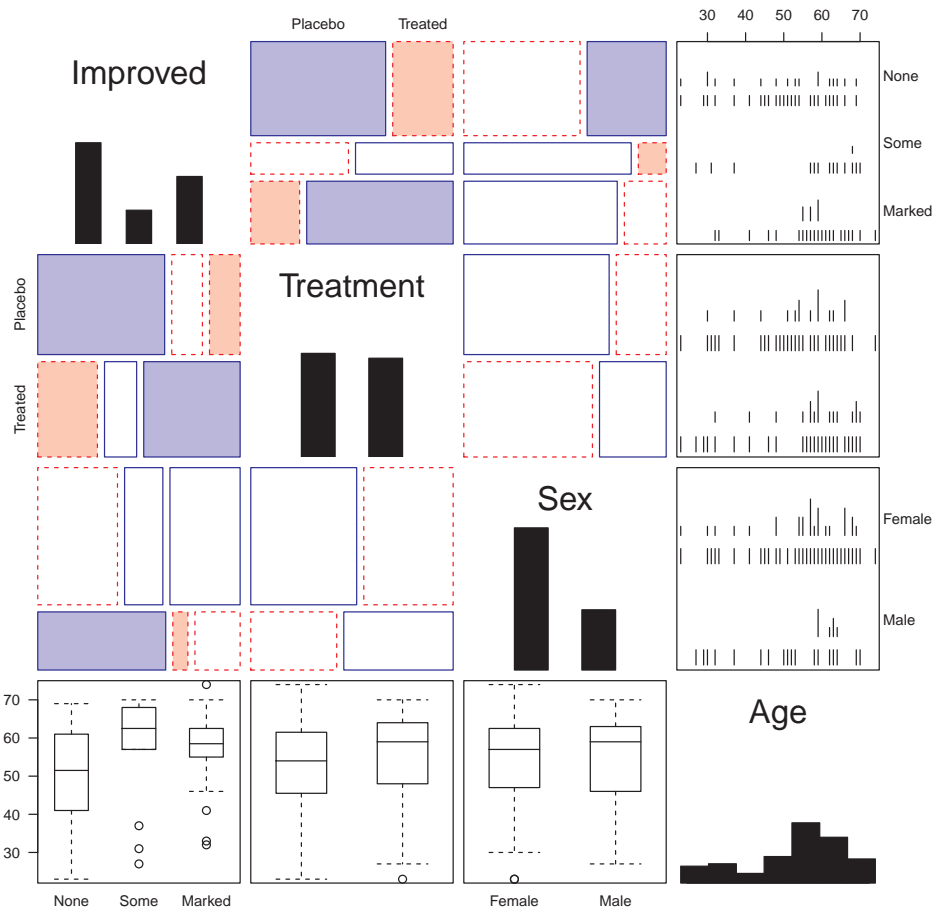 30 40 50 60 70
Placebo Treated
Improved
None
Some
Marked
Treatment
Placebo
Treated
Sex
Female
Male
Age
70
60
50
40
30
None Some Marked Female Male